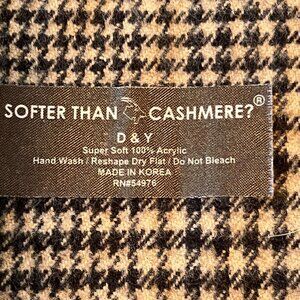 SOFTER THAN CASHMERE?®
D & Y
Super Soft 100% Acrylic
Hand Wash / Reshape Dry Flat / Do Not Bleach
MADE IN KOREA
RN#54976